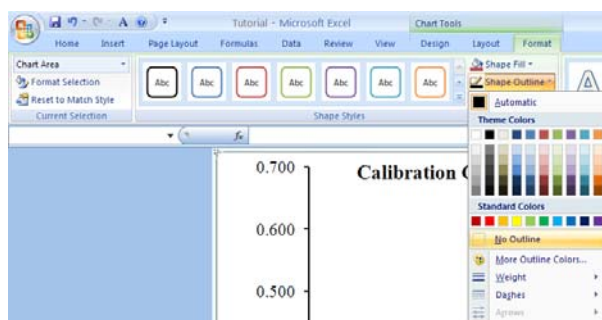 Tutorial - Microsoft Excel
Chart Tools
Home Insert Page Layout Formulas Data Review View Design Layout Format
Chart Area
Format Selection
Reset to Match Style
Current Selection
Abc Abc Abc Abc Abc Abc
Shape Styles
Shape Fill
Shape Outline
A
fx
Automatic
Theme Colors
Standard Colors
No Outline
More Outline Colors...
Weight
Dashes
Arrows
Calibration
0.700
0.600
0.500